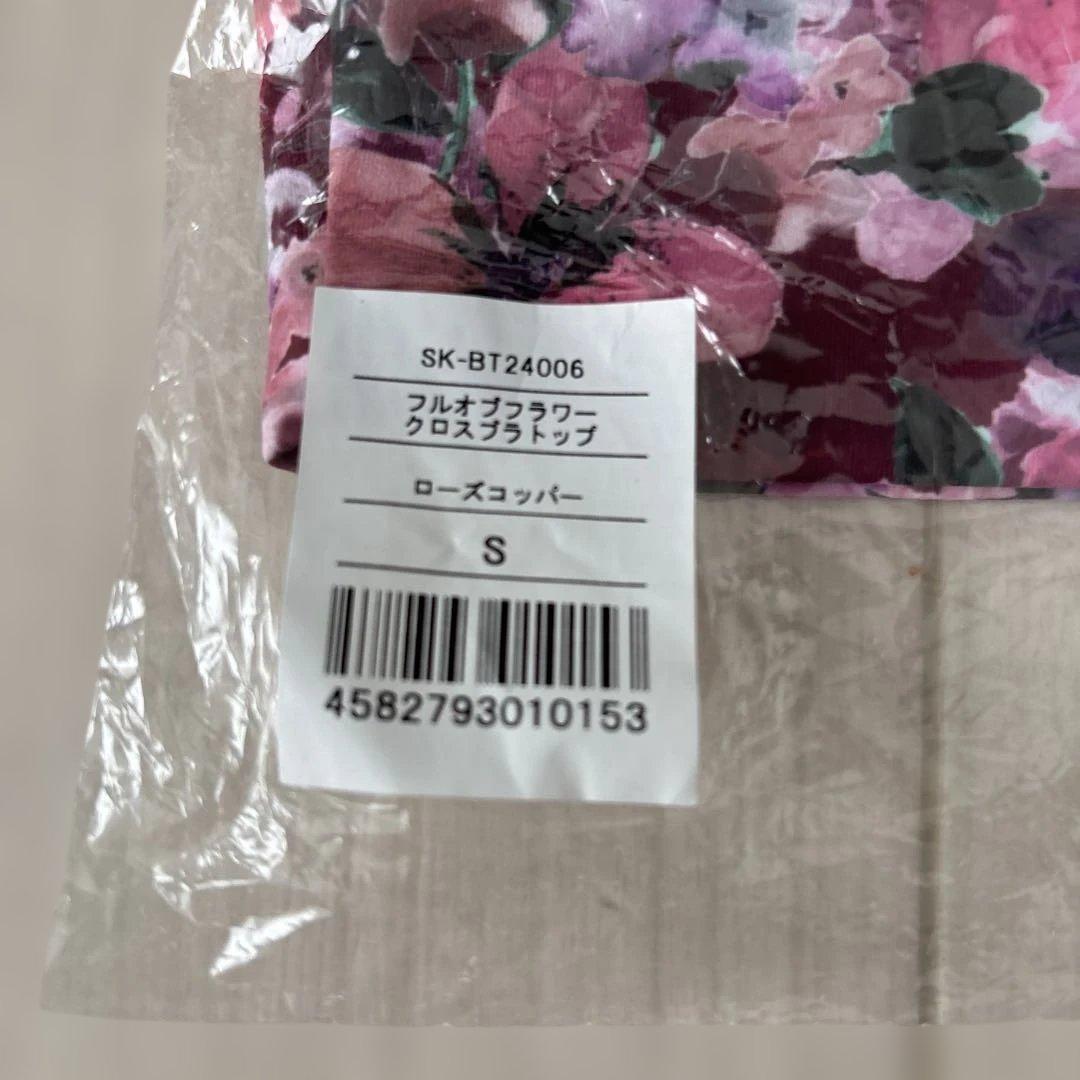 SK-BT24006
フルオブフラワー
クロスブラトップ
ローズコッパー
S
4582793010153